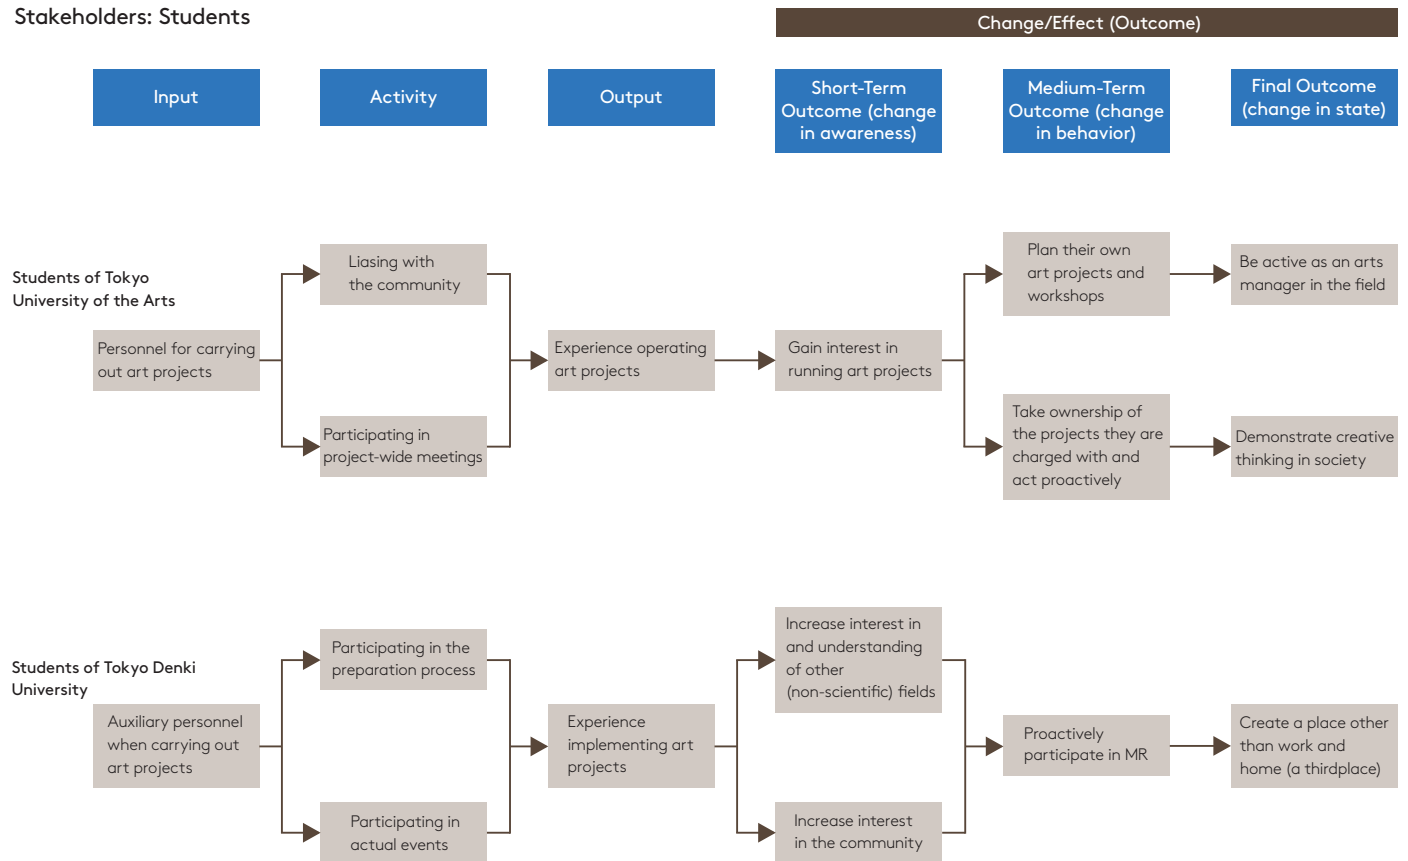 Stakeholders: Students
Change/Effect (Outcome)
Input
Activity
Output
Short-Term
Outcome (change
in awareness)
Medium-Term
Outcome (change
in behavior)
Final Outcome
(change in state)
Students of Tokyo
University of the Arts
Personnel for carrying
out art projects
Liasing with
the community
Participating in
project-wide meetings
Experience operating
art projects
Gain interest in
running art projects
Plan their own
art projects and
workshops
Take ownership of
the projects they are
charged with and
act proactively
Be active as an arts
manager in the field
Demonstrate creative
thinking in society
Students of Tokyo Denki
University
Auxiliary personnel
when carrying out
art projects
Participating in the
preparation process
Participating in
actual events
Experience
implementing art
projects
Increase interest in
and understanding
of other
(non-scientific) fields
Increase interest
in the community
Proactively
participate in MR
Create a place other
than work and
home (a thirdplace)